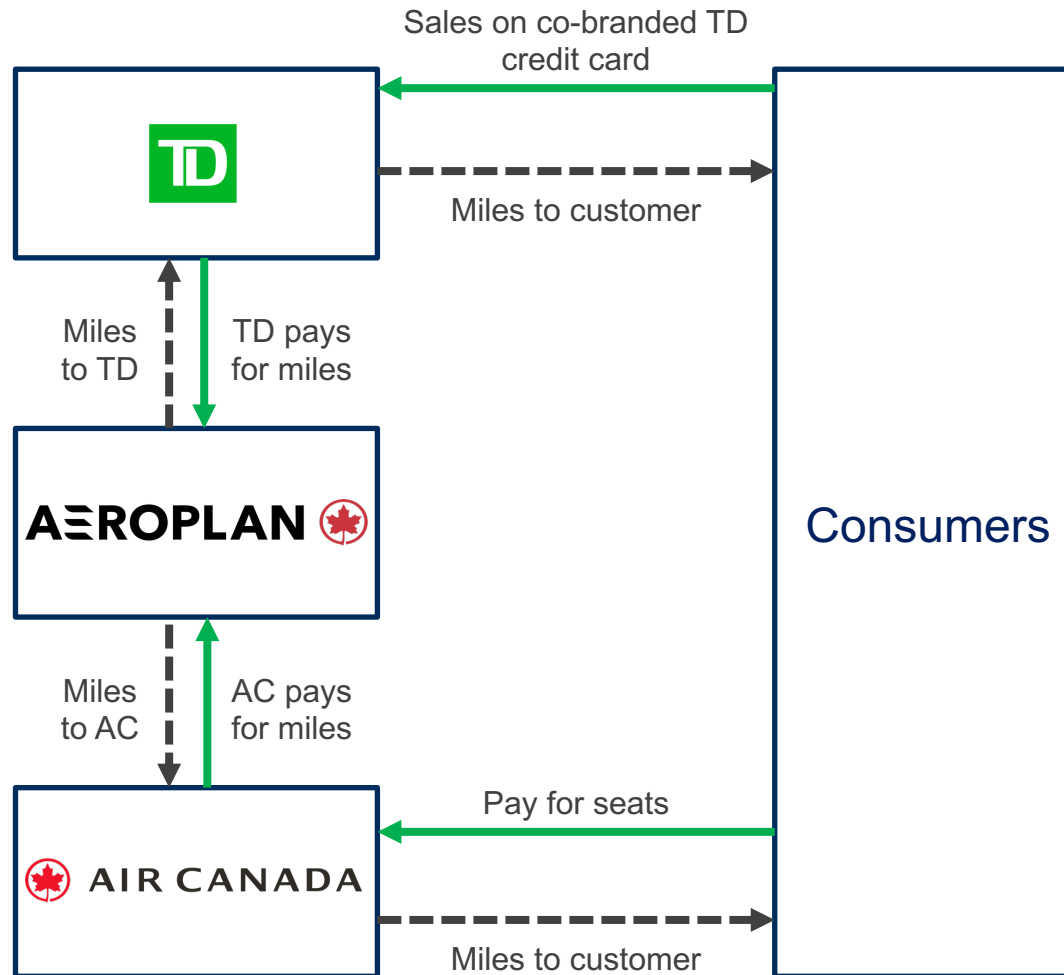 Sales on co-branded TD
credit card
TD
Miles to customer
Miles
to TD
TD pays
for miles
AEROPLAN
Consumers
Miles
to AC
AC pays
for miles
Pay for seats
AIR CANADA
Miles to customer